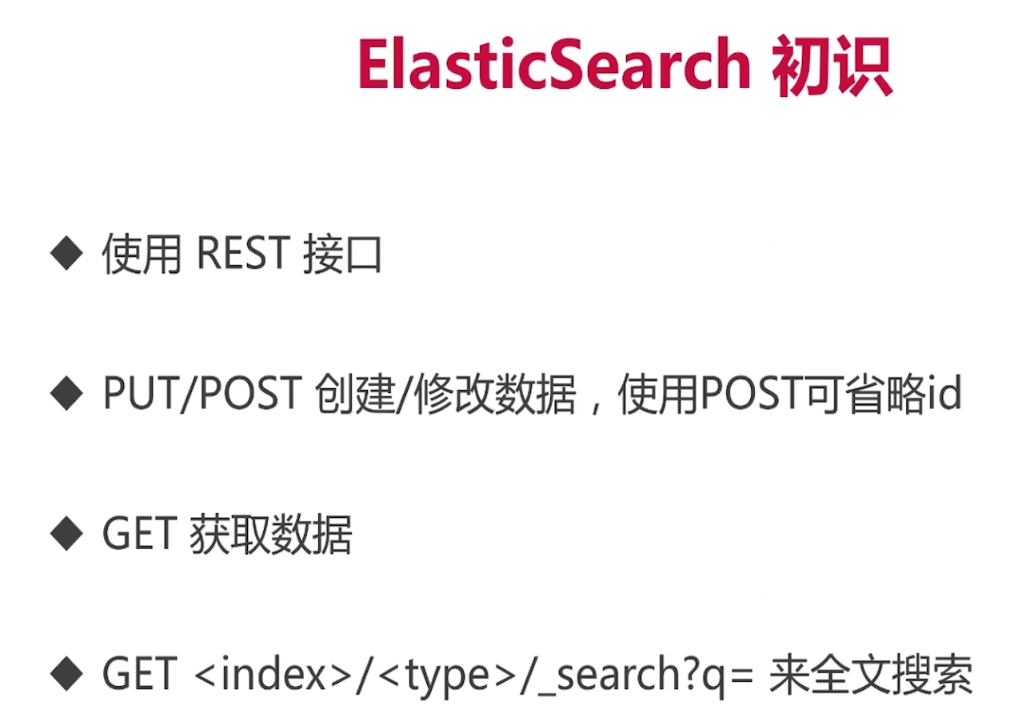 ElasticSearch 初识
◆ 使用 REST 接口
◆ PUT/POST 创建/修改数据，使用POST可省略id
◆ GET 获取数据
◆ GET <index>/<type>/_search?q= 来全文搜索